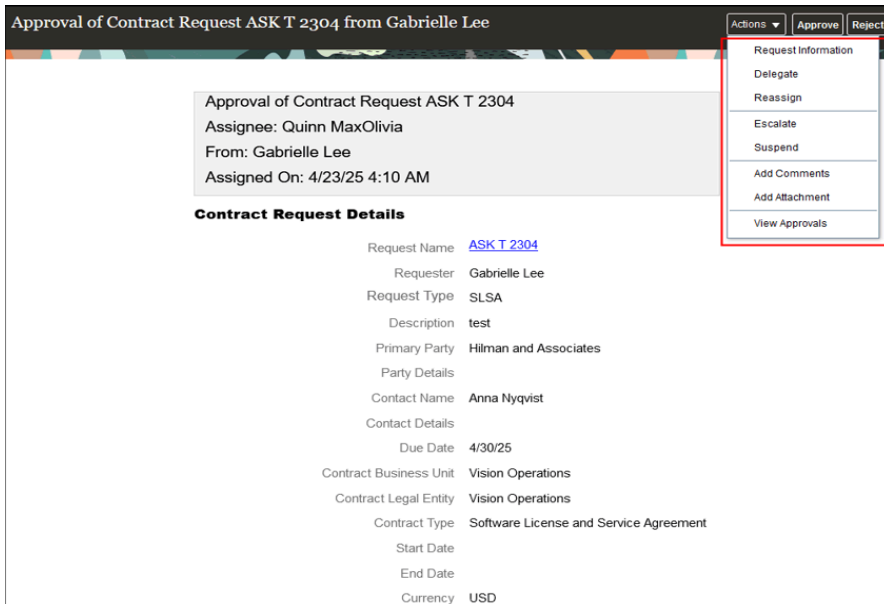 Approval of Contract Request ASK T 2304 from Gabrielle Lee
Actions
Approve
Reject
Request Information
Delegate
Reassign
Escalate
Suspend
Add Comments
Add Attachment
View Approvals
Approval of Contract Request ASK T 2304
Assignee: Quinn MaxOlivia
From: Gabrielle Lee
Assigned On: 4/23/25 4:10 AM
Contract Request Details
Request Name ASK T 2304
Requester Gabrielle Lee
Request Type SLSA
Description test
Primary Party Hilman and Associates
Party Details
Contact Name Anna Nyqvist
Contact Details
Due Date 4/30/25
Contract Business Unit Vision Operations
Contract Legal Entity Vision Operations
Contract Type Software License and Service Agreement
Start Date
End Date
Currency USD